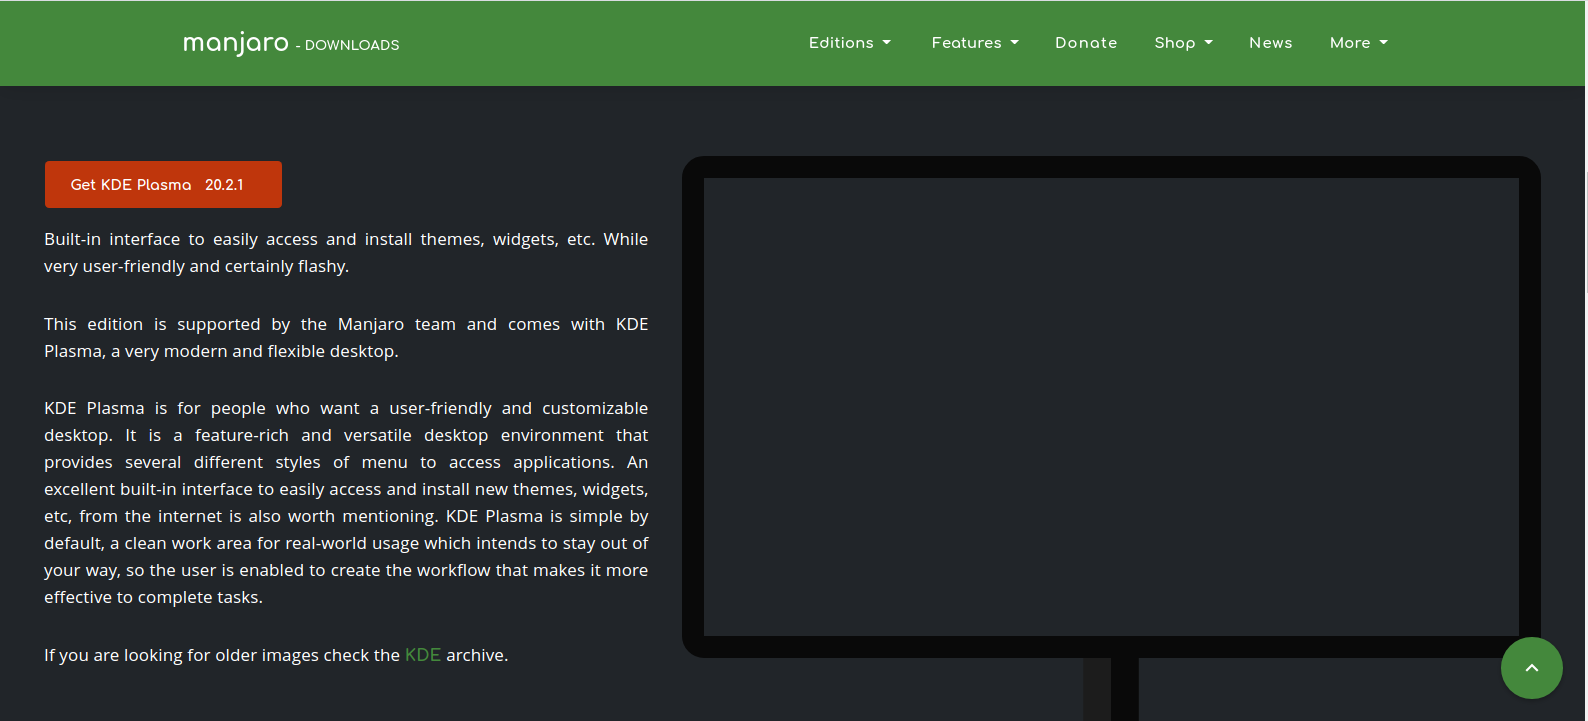 manjaro - DOWNLOADS
Editions Features Donate Shop News More
Get KDE Plasma 20.2.1
Built-in interface to easily access and install themes, widgets, etc. While
very user-friendly and certainly flashy.
This edition is supported by the Manjaro team and comes with KDE
Plasma, a very modern and flexible desktop.
KDE Plasma is for people who want a user-friendly and customizable
desktop. It is a feature-rich and versatile desktop environment that
provides several different styles of menu to access applications. An
excellent built-in interface to easily access and install new themes, widgets,
etc, from the internet is also worth mentioning. KDE Plasma is simple by
default, a clean work area for real-world usage which intends to stay out of
your way, so the user is enabled to create the workflow that makes it more
effective to complete tasks.
If you are looking for older images check the KDE archive.